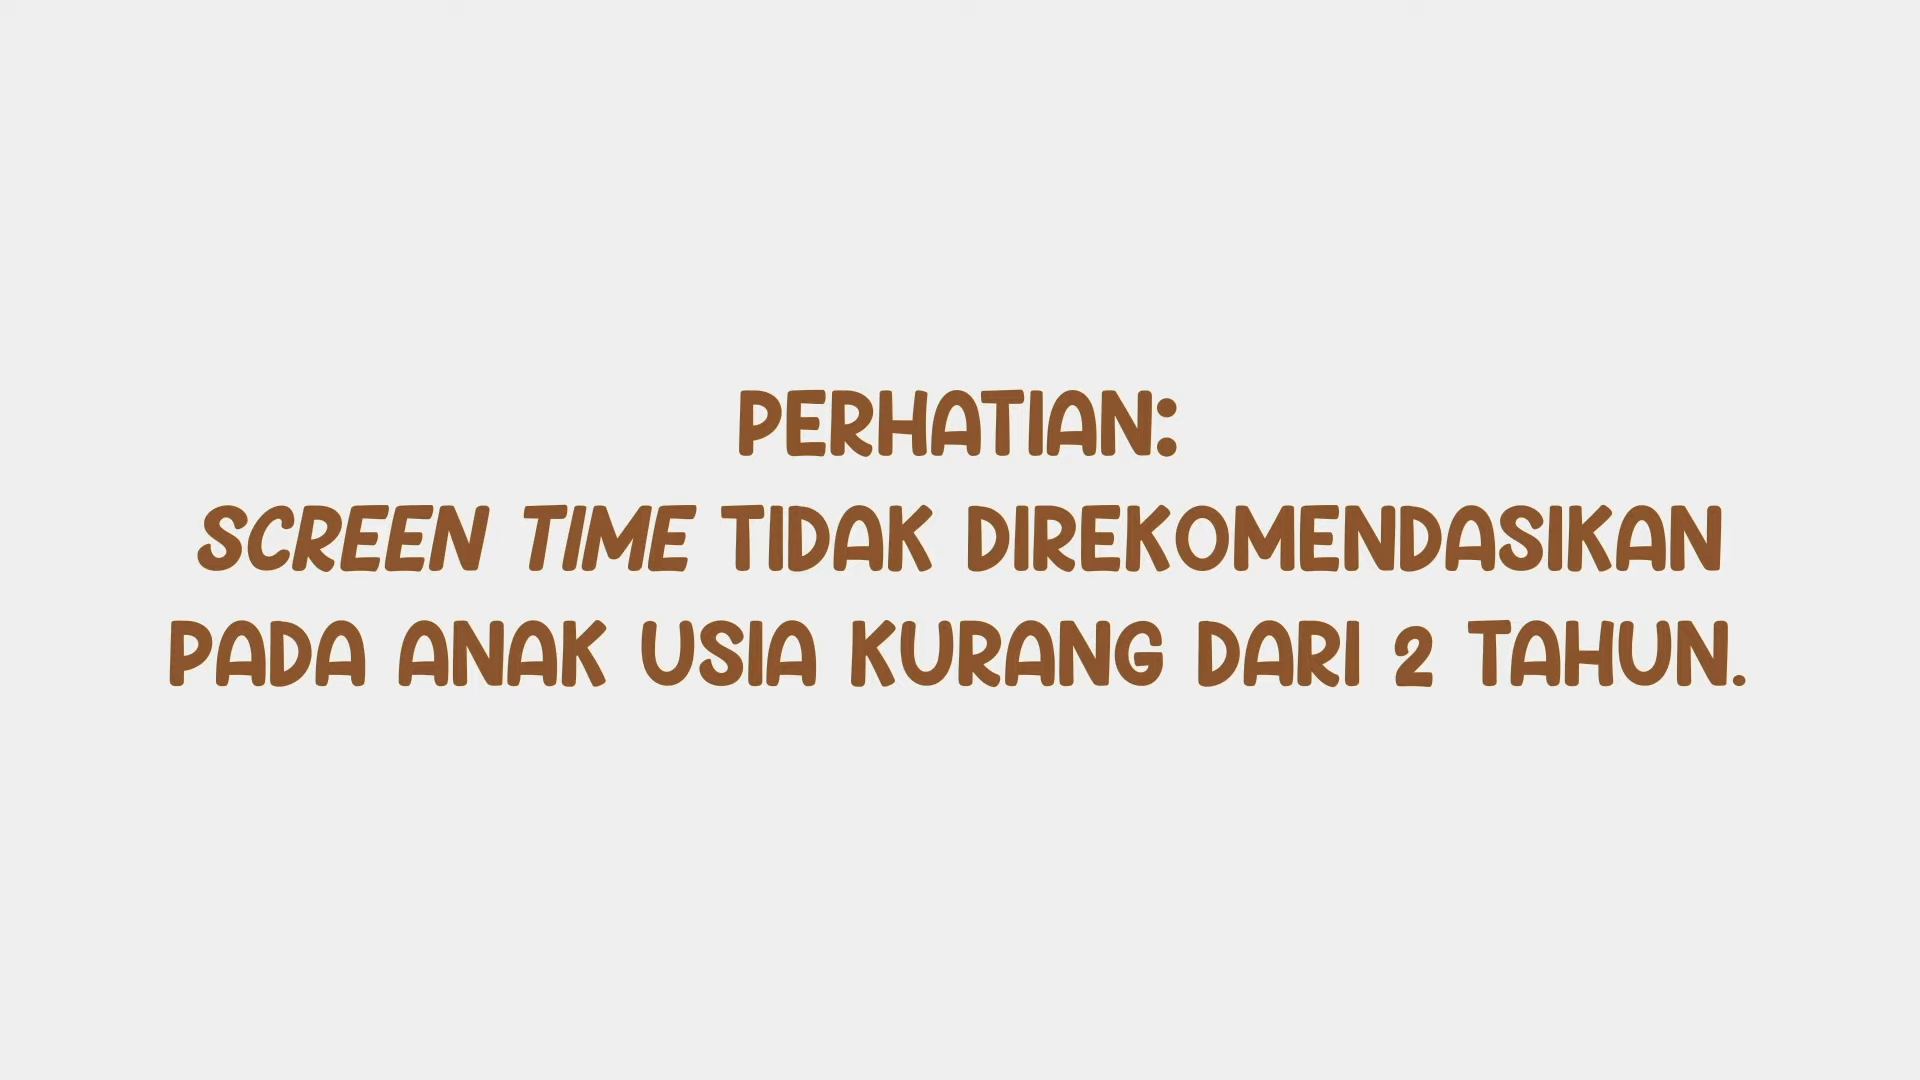 PERHATIAN:
SCREEN TIME TIDAK DIREKOMENDASIKAN
PADA ANAK USIA KURANG DARI 2 TAHUN.